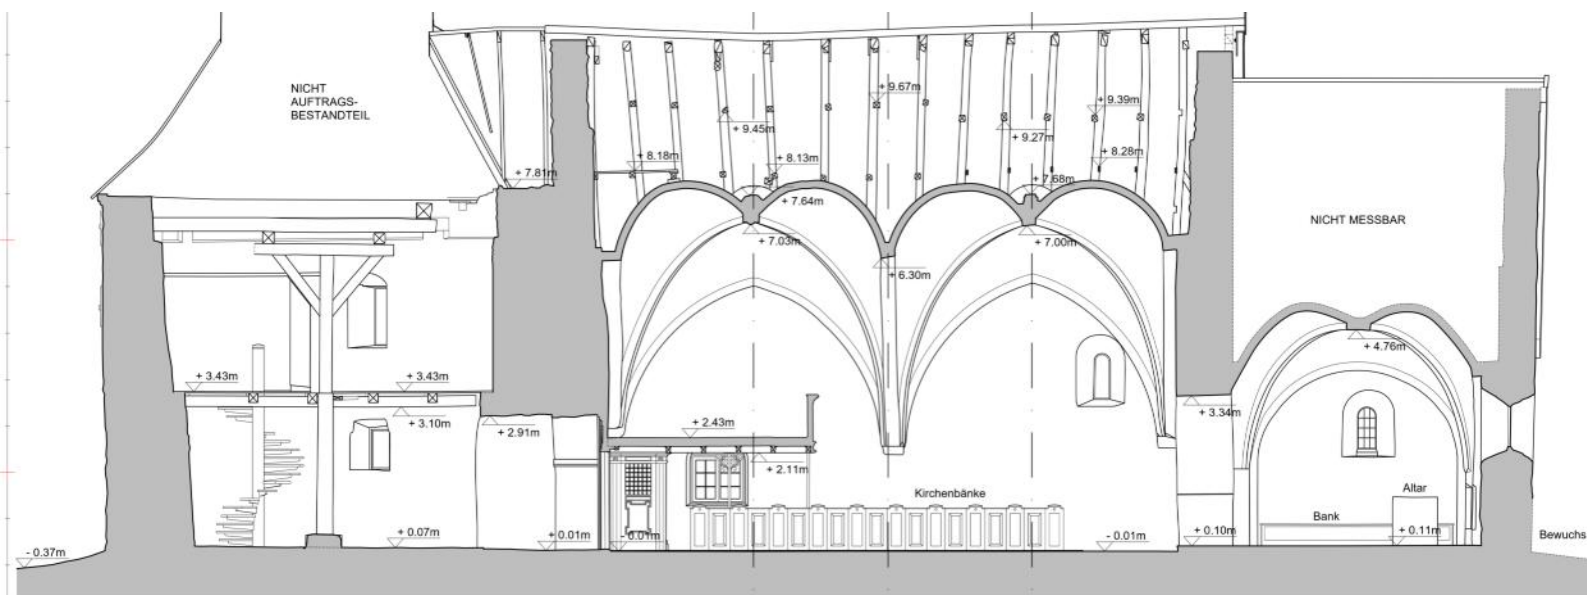 NICHT
AUFTRAGS-
BESTANDTEIL
+ 9.67m
+ 9.39m
+ 9.45m
+ 9.27m
+ 8.18m
+ 8.13m
+ 8.28m
+ 7.81m
+ 7.68m
+ 7.64m
NICHT MESSBAR
+ 7.03m
+ 7.00m
+ 6.30m
+ 4.76m
+ 3.43m
+ 3.43m
+ 3.10m
+ 3.34m
+ 2.91m
+ 2.43m
+ 2.11m
Kirchenbänke
Altar
Bank
+ 0.07m
+ 0.01m
- 0.01m
- 0.01m
+ 0.10m
+ 0.11m
Bewuchs
- 0.37m